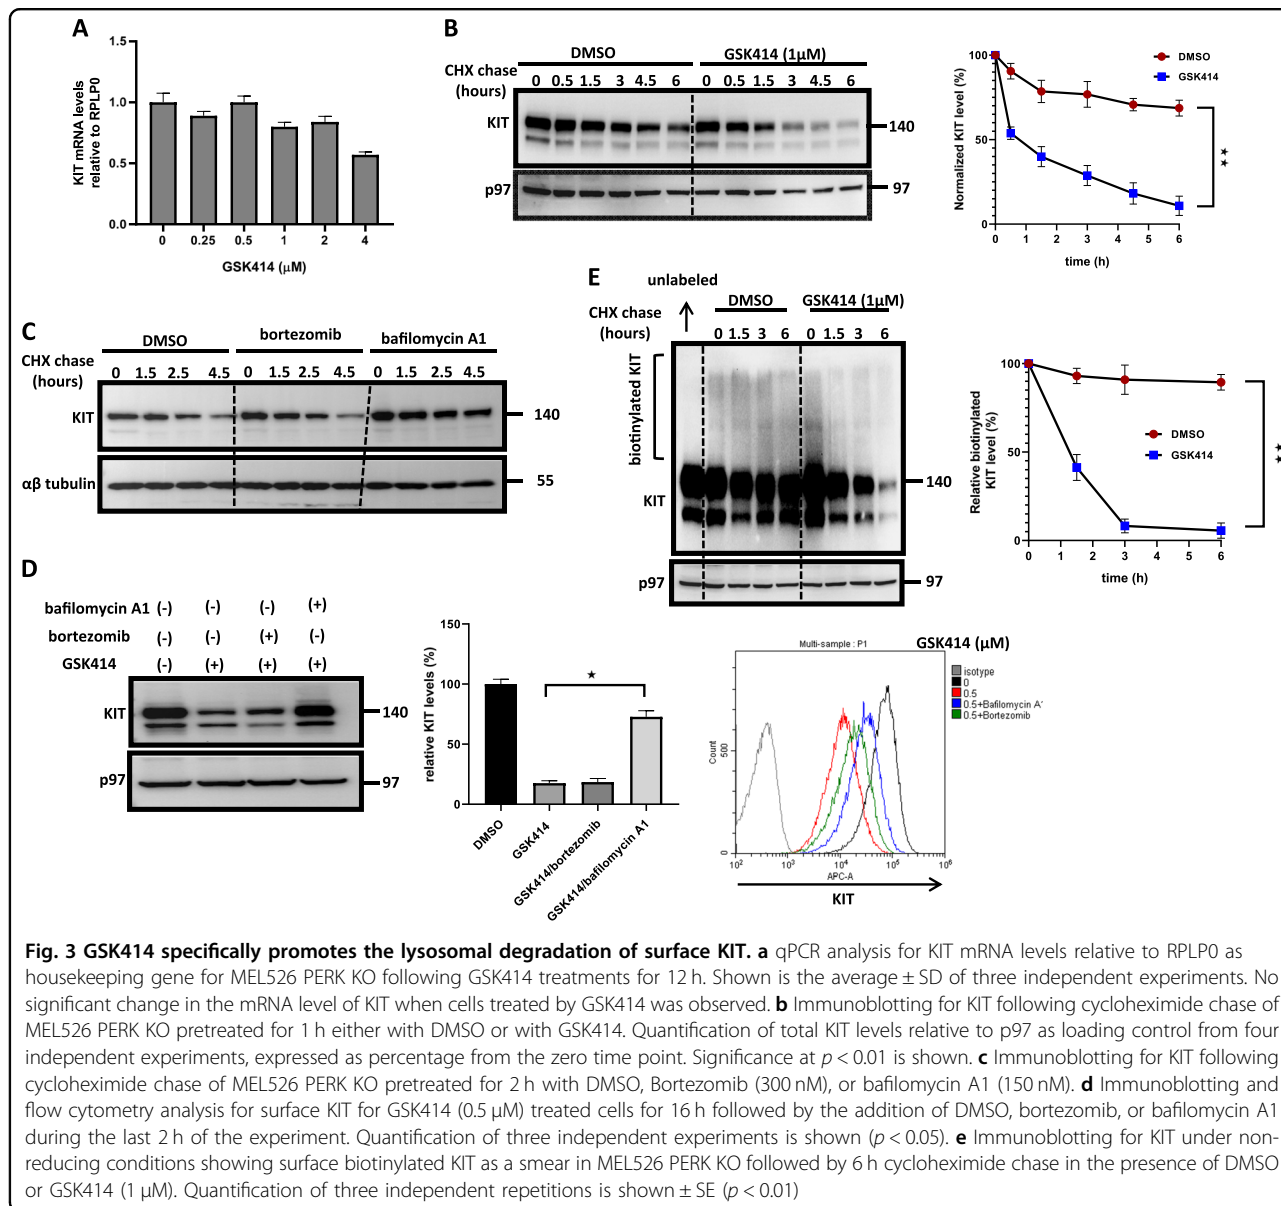 A
1.5
1.0
0.5
0.0
KIT mRNA levels
relative to RPLP0
0 0.25 0.5 1 2 4
GSK414 (μM)
B
DMSO GSK414 (1μM)
CHX chase
(hours)
0 0.5 1.5 3 4.5 6 0 0.5 1.5 3 4.5 6
KIT 140
p97 97
DMSO
GSK414
100
50
0
Normalized KIT level (%)
0 1 2 3 4 5 6
time (h)
★★
C
DMSO bortezomib bafilomycin A1
CHX chase
(hours)
0 1.5 2.5 4.5 0 1.5 2.5 4.5 0 1.5 2.5 4.5
KIT 140
αβ tubulin 55
E
unlabeled
DMSO GSK414 (1μM)
CHX chase
(hours)
0 1.5 3 6 0 1.5 3 6
biotinylated KIT
KIT 140
p97 97
100
50
0
Relative biotinylated
KIT level (%)
DMSO
GSK414
0 1 2 3 4 5 6
time (h)
★★
D
bafilomycin A1 (-) (-) (-) (+)
bortezomib (-) (-) (+) (-)
GSK414 (-) (+) (+) (+)
KIT 140
p97 97
150
100
50
0
relative KIT levels (%)
★
DMSO
GSK414
GSK414/bortezomib
GSK414/bafilomycin A1
Multi-sample : P1
GSK414 (μM)
isotype
0
0.5
0.5+Bafilomycin A'
0.5+Bortezomib
Count
500
0
10² 10³ 10⁴ 10⁵ 10⁶
APC-A
KIT
Fig. 3 GSK414 specifically promotes the lysosomal degradation of surface KIT. a qPCR analysis for KIT mRNA levels relative to RPLP0 as
housekeeping gene for MEL526 PERK KO following GSK414 treatments for 12 h. Shown is the average ± SD of three independent experiments. No
significant change in the mRNA level of KIT when cells treated by GSK414 was observed. b Immunoblotting for KIT following cycloheximide chase of
MEL526 PERK KO pretreated for 1 h either with DMSO or with GSK414. Quantification of total KIT levels relative to p97 as loading control from four
independent experiments, expressed as percentage from the zero time point. Significance at p < 0.01 is shown. c Immunoblotting for KIT following
cycloheximide chase of MEL526 PERK KO pretreated for 2 h with DMSO, Bortezomib (300 nM), or bafilomycin A1 (150 nM). d Immunoblotting and
flow cytometry analysis for surface KIT for GSK414 (0.5 μM) treated cells for 16 h followed by the addition of DMSO, bortezomib, or bafilomycin A1
during the last 2 h of the experiment. Quantification of three independent experiments is shown (p < 0.05). e Immunoblotting for KIT under non-
reducing conditions showing surface biotinylated KIT as a smear in MEL526 PERK KO followed by 6 h cycloheximide chase in the presence of DMSO
or GSK414 (1 μM). Quantification of three independent repetitions is shown ± SE (p < 0.01)